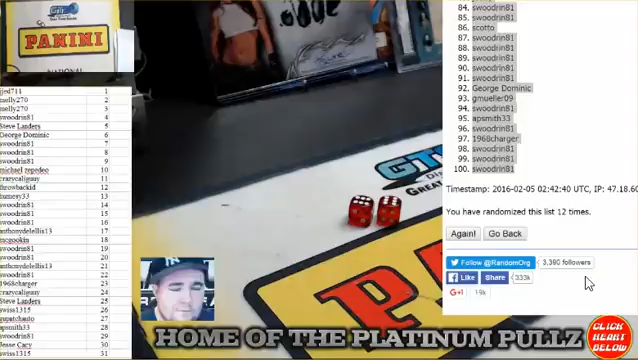 PANINI
NATIONAL
melly270 2
melly270 3
swoodrin81 4
Steve Landers 5
George Dominic 6
swoodrin81 7
swoodrin81 8
swoodrin81 9
michael zepedeo 10
crazycaliguy 11
throwbackid 12
13
swoodrin81 14
swoodrin81 15
swoodrin81 16
anthonydelellis13 17
18
swoodrin81 19
swoodrin81 20
anthonydelellis13 21
swoodrin81 22
1968charger 23
crazycaliguy 24
Steve Landers 25
swiss1315 26
27
apsmith33 28
swoodrin81 29
Jesse Cary 30
swiss1315 31
84. swoodrin81
85. swoodrin81
86. scotto
87. swoodrin81
88. swoodrin81
89. swoodrin81
90. swoodrin81
91. swoodrin81
92. George Dominic
93. gmueller09
94. swoodrin81
95. apsmith33
96. swoodrin81
97. 1968charger
98. swoodrin81
99. swoodrin81
100. swoodrin81
Timestamp: 2016-02-05 02:42:40 UTC, IP: 47.18.60
You have randomized this list 12 times.
Again! Go Back
Follow @RandomOrg 3,390 followers
Like Share 333k
G+1 19k
GTS
GREAT
HOME OF THE PLATINUM PULLZ
CLICK
HEART
BELOW